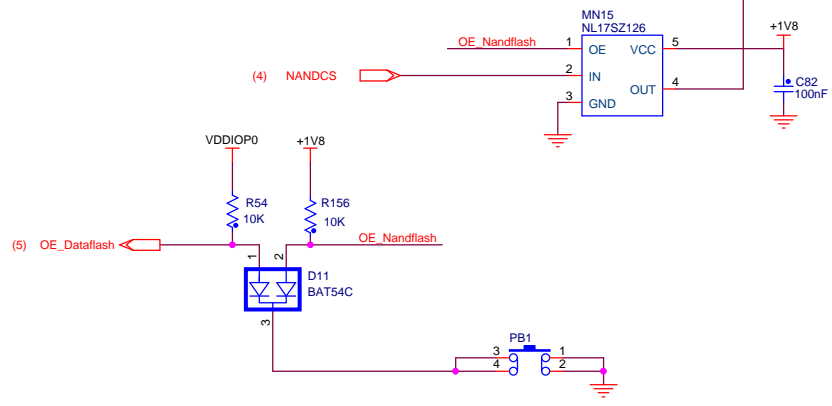 MN15
NL17SZ126
+1V8
OE_Nandflash 1 OE VCC 5
(4) NANDCS 2 IN
OUT 4
3 GND
C82
100nF
VDDIOP0 +1V8
R54 R156
10K 10K
(5) OE_Dataflash OE_Nandflash
1 2
D11
BAT54C
3
PB1
3 1
4 2